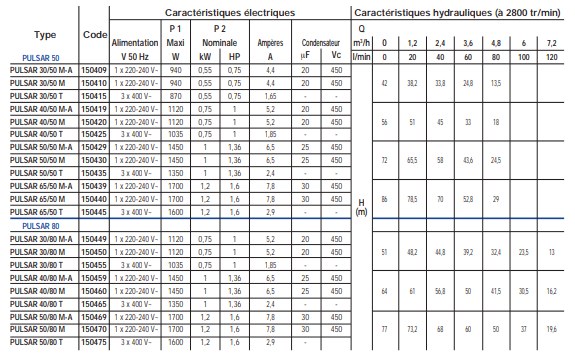 Caractéristiques électriques Caractéristiques hydrauliques (à 2800 tr/min)
Type Code P 1 P 2 Q
Alimentation Maxi Nominale Ampères Condensateur m³/h 0 1,2 2,4 3,6 4,8 6 7,2
PULSAR 50 V 50 Hz W kW HP A µF Vc l/min 0 20 40 60 80 100 120
PULSAR 30/50 M-A 150409 1 x 220-240 V~ 940 0,55 0,75 4,4 20 450
PULSAR 30/50 M 150410 1 x 220-240 V~ 940 0,55 0,75 4,4 20 450 42 38,2 33,8 24,8 13,5
PULSAR 30/50 T 150415 3 x 400 V~ 870 0,55 0,75 1,65 - -
PULSAR 40/50 M-A 150419 1 x 220-240 V~ 1120 0,75 1 5,2 20 450
PULSAR 40/50 M 150420 1 x 220-240 V~ 1120 0,75 1 5,2 20 450 56 51 45 33 18
PULSAR 40/50 T 150425 3 x 400 V~ 1035 0,75 1 1,85 - -
PULSAR 50/50 M-A 150429 1 x 220-240 V~ 1450 1 1,36 6,5 25 450
PULSAR 50/50 M 150430 1 x 220-240 V~ 1450 1 1,36 6,5 25 450 72 65,5 58 43,6 24,5
PULSAR 50/50 T 150435 3 x 400 V~ 1350 1 1,36 2,4 - -
PULSAR 65/50 M-A 150439 1 x 220-240 V~ 1700 1,2 1,6 7,8 30 450
PULSAR 65/50 M 150440 1 x 220-240 V~ 1700 1,2 1,6 7,8 30 450 86 78,5 70 52,8 29
PULSAR 65/50 T 150445 3 x 400 V~ 1600 1,2 1,6 2,9 - - H
PULSAR 80 (m)
PULSAR 30/80 M-A 150449 1 x 220-240 V~ 1120 0,75 1 5,2 20 450
PULSAR 30/80 M 150450 1 x 220-240 V~ 1120 0,75 1 5,2 20 450 51 48,2 44,8 39,2 32,4 23,5 13
PULSAR 30/80 T 150455 3 x 400 V~ 1035 0,75 1 1,85 - -
PULSAR 40/80 M-A 150459 1 x 220-240 V~ 1450 1 1,36 6,5 25 450
PULSAR 40/80 M 150460 1 x 220-240 V~ 1450 1 1,36 6,5 25 450 64 61 56,8 50 41,5 30,5 16,2
PULSAR 40/80 T 150465 3 x 400 V~ 1350 1 1,36 2,4 - -
PULSAR 50/80 M-A 150469 1 x 220-240 V~ 1700 1,2 1,6 7,8 30 450
PULSAR 50/80 M 150470 1 x 220-240 V~ 1700 1,2 1,6 7,8 30 450 77 73,2 68 60 50 37 19,6
PULSAR 50/80 T 150475 3 x 400 V~ 1600 1,2 1,6 2,9 - -